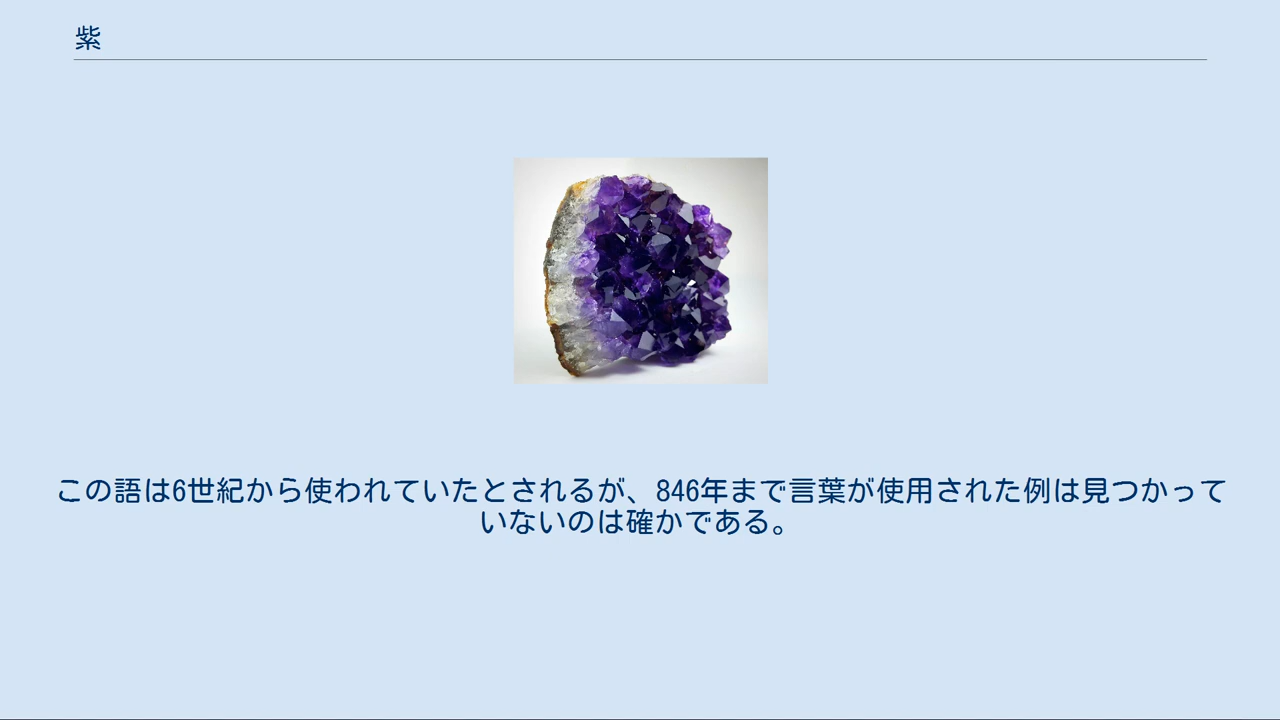 紫
この語は6世紀から使われていたとされるが、846年まで言葉が使用された例は見つかって
いないのは確かである。